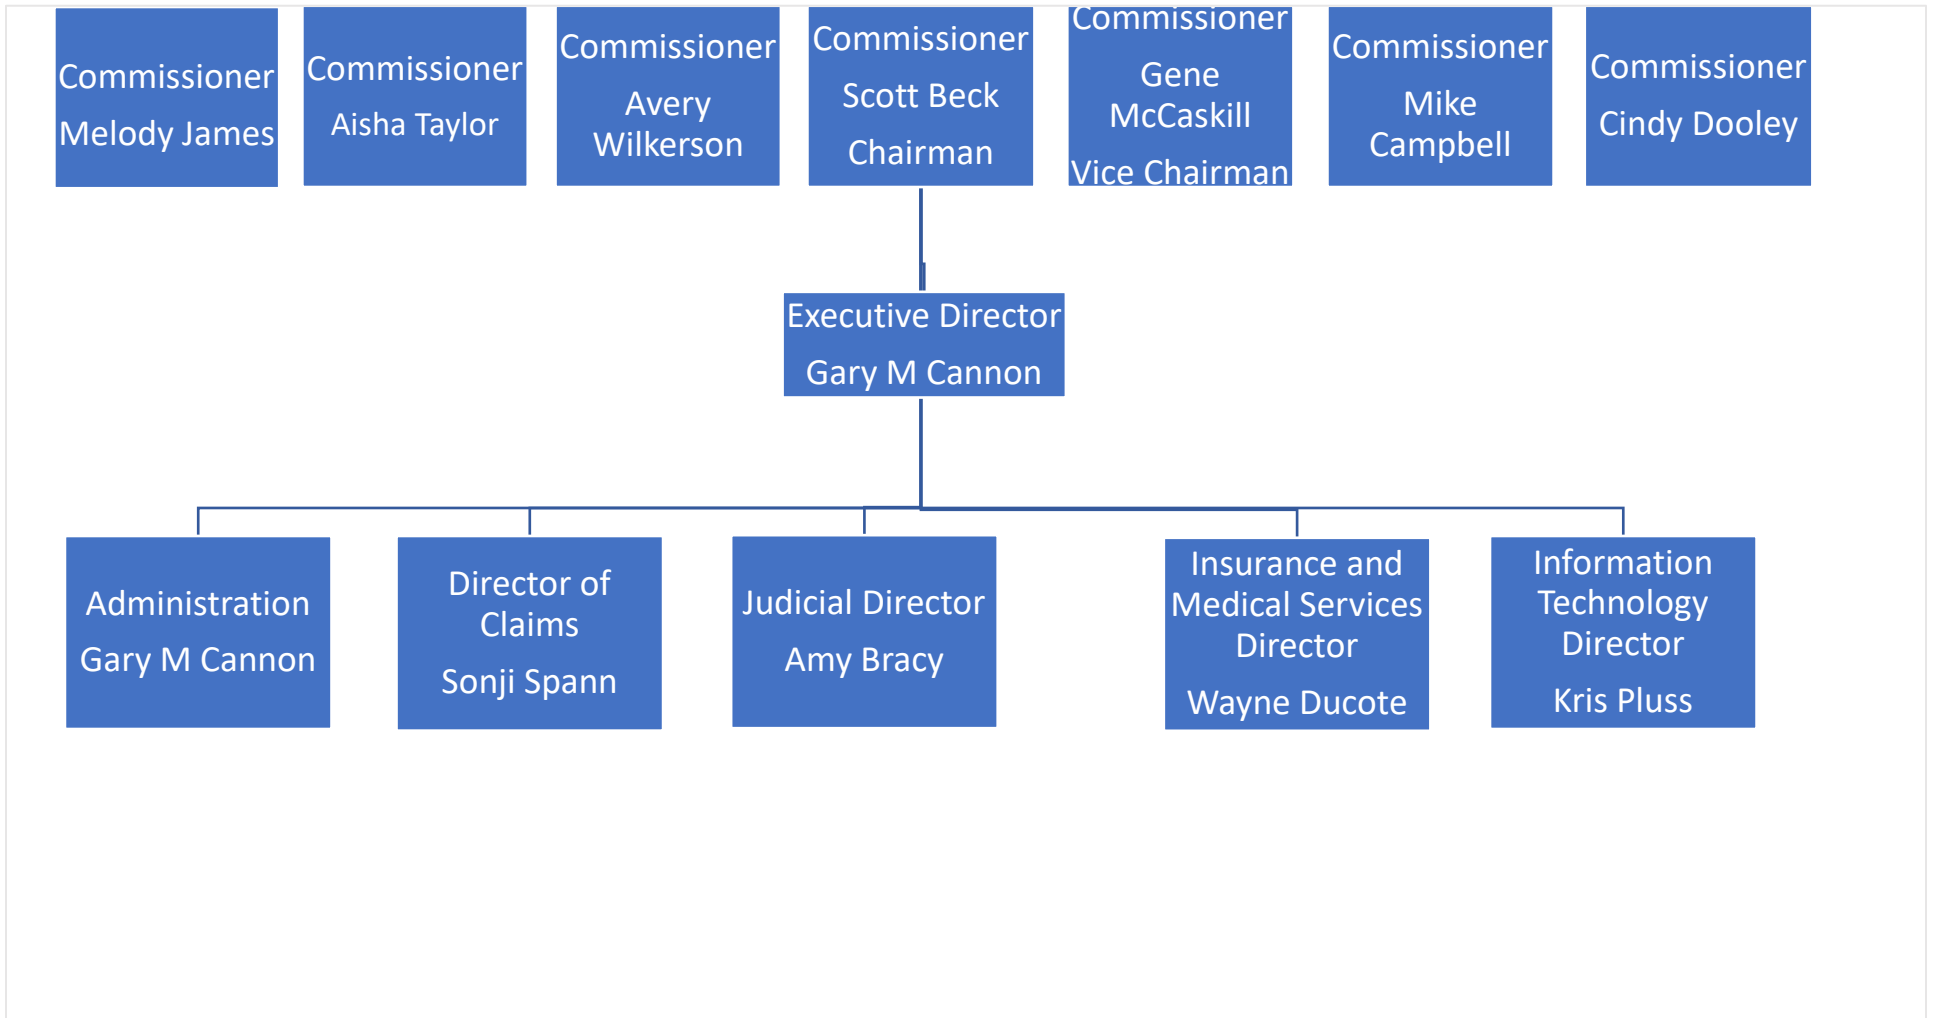 Commissioner
Melody James
Commissioner
Aisha Taylor
Commissioner
Avery
Wilkerson
Commissioner
Scott Beck
Chairman
Commissioner
Gene
McCaskill
Vice Chairman
Commissioner
Mike
Campbell
Commissioner
Cindy Dooley
Executive Director
Gary M Cannon
Administration
Gary M Cannon
Director of
Claims
Sonji Spann
Judicial Director
Amy Bracy
Insurance and
Medical Services
Director
Wayne Ducote
Information
Technology
Director
Kris Pluss